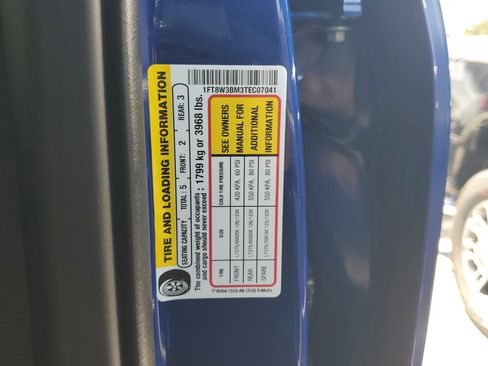 1FT8W3BM3TEC07041
TIRE AND LOADING INFORMATION
SEATING CAPACITY TOTAL: 5 FRONT: 2 REAR: 3
The combined weight of occupants
and cargo should never exceed : 1799 kg or 3968 lbs.
TIRE SIZE COLD TIRE PRESSURE
FRONT 420 KPA, 60 PSI
REAR 550 KPA, 80 PSI
SPARE 550 KPA, 80 PSI
SEE OWNERS
MANUAL FOR
ADDITIONAL
INFORMATION